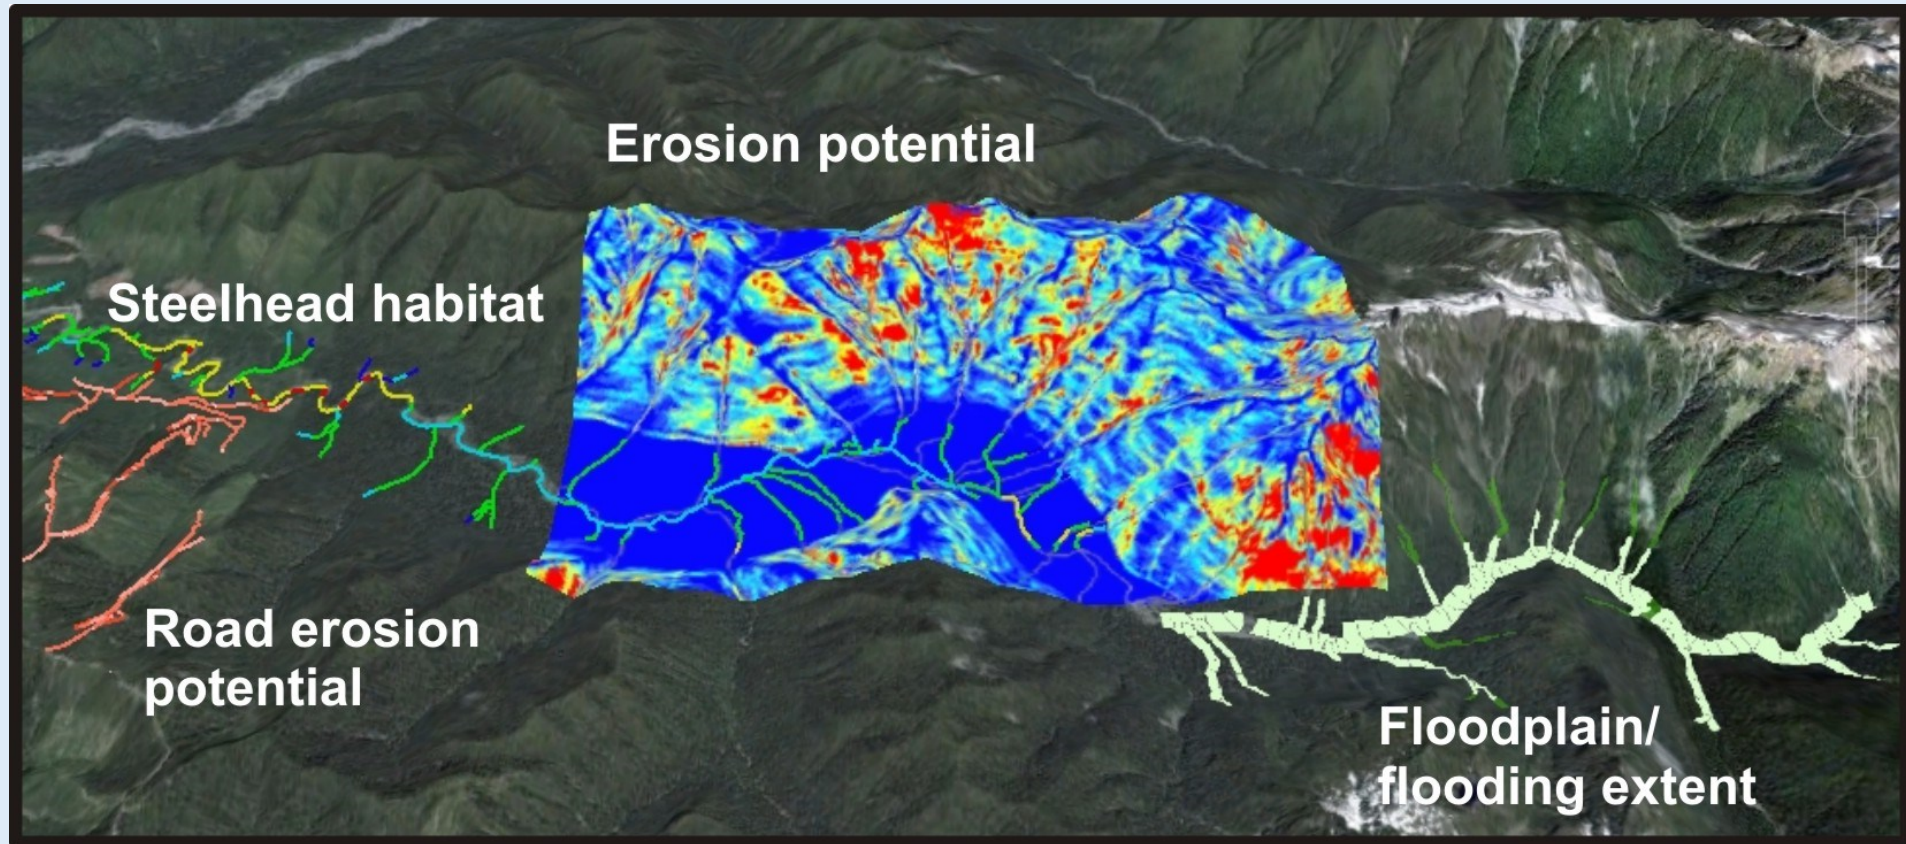 Erosion potential
Steelhead habitat
Road erosion
potential
Floodplain/
flooding extent